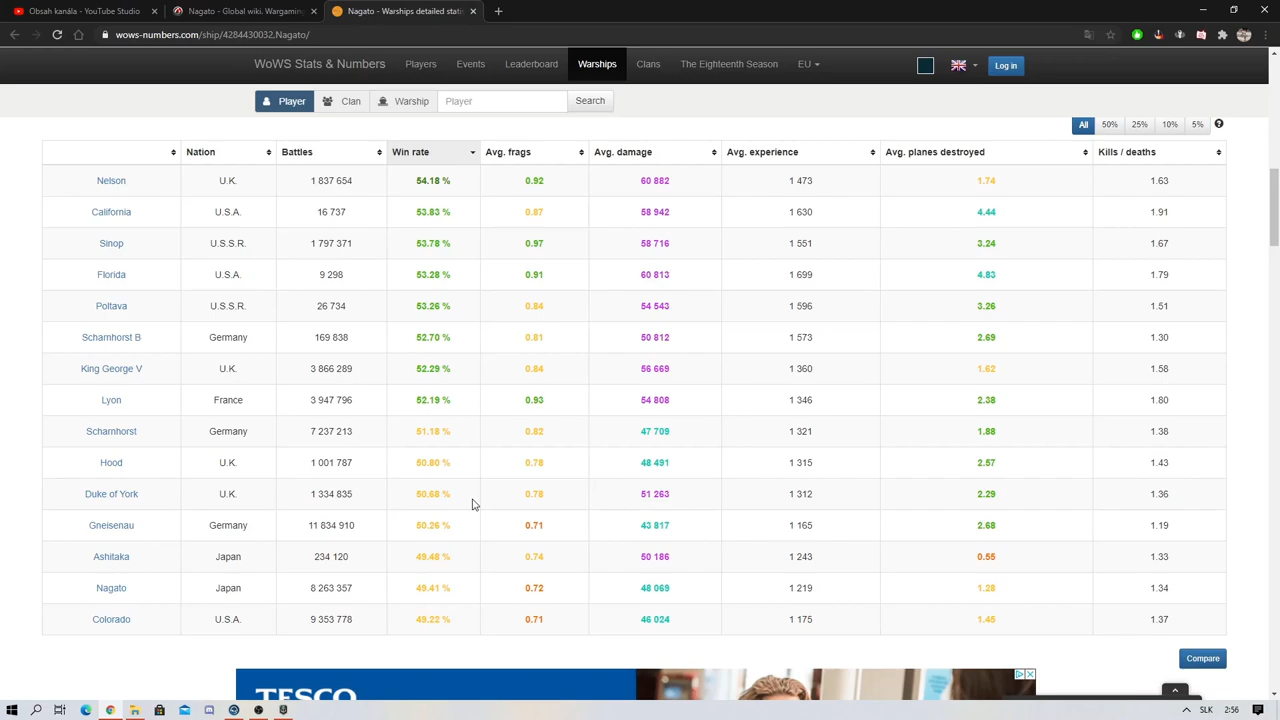 Obsah kanála - YouTube Studio
Nagato - Global wiki. Wargaming
Nagato - Warships detailed statis
wows-numbers.com/ship/4284430032,Nagato/
WoWS Stats & Numbers Players Events Leaderboard Warships Clans The Eighteenth Season EU Log in
Player Clan Warship Player Search
All 50% 25% 10% 5%
Nation Battles Win rate Avg. frags Avg. damage Avg. experience Avg. planes destroyed Kills / deaths
Nelson U.K. 1 837 654 54.18 % 0.92 60 882 1 473 1.74 1.63
California U.S.A. 16 737 53.83 % 0.87 58 942 1 630 4.44 1.91
Sinop U.S.S.R. 1 797 371 53.78 % 0.97 58 716 1 551 3.24 1.67
Florida U.S.A. 9 298 53.28 % 0.91 60 813 1 699 4.83 1.79
Poltava U.S.S.R. 26 734 53.26 % 0.84 54 543 1 596 3.26 1.51
Scharnhorst B Germany 169 838 52.70 % 0.81 50 812 1 573 2.69 1.30
King George V U.K. 3 866 289 52.29 % 0.84 56 669 1 360 1.62 1.58
Lyon France 3 947 796 52.19 % 0.93 54 808 1 346 2.38 1.80
Scharnhorst Germany 7 237 213 51.18 % 0.82 47 709 1 321 1.88 1.38
Hood U.K. 1 001 787 50.80 % 0.78 48 491 1 315 2.57 1.43
Duke of York U.K. 1 334 835 50.68 % 0.78 51 263 1 312 2.29 1.36
Gneisenau Germany 11 834 910 50.26 % 0.71 43 817 1 165 2.68 1.19
Ashitaka Japan 234 120 49.48 % 0.74 50 186 1 243 0.55 1.33
Nagato Japan 8 263 357 49.41 % 0.72 48 069 1 219 1.28 1.34
Colorado U.S.A. 9 353 778 49.22 % 0.71 46 024 1 175 1.45 1.37
Compare
TESCO
SLK 2:56